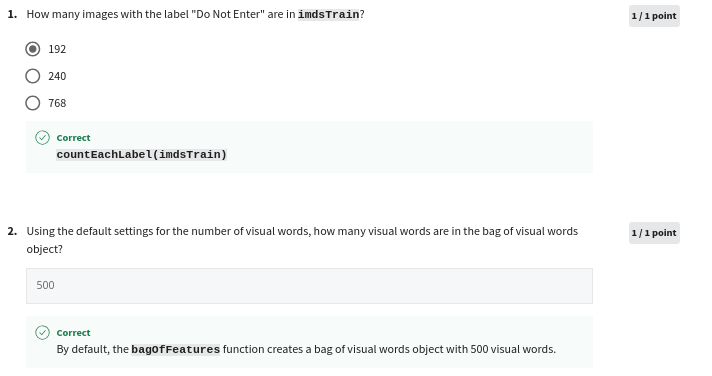 1. How many images with the label "Do Not Enter" are in imdsTrain?
1 / 1 point
192
240
768
Correct
countEachLabel(imdsTrain)
2. Using the default settings for the number of visual words, how many visual words are in the bag of visual words
object?
1 / 1 point
500
Correct
By default, the bagOfFeatures function creates a bag of visual words object with 500 visual words.